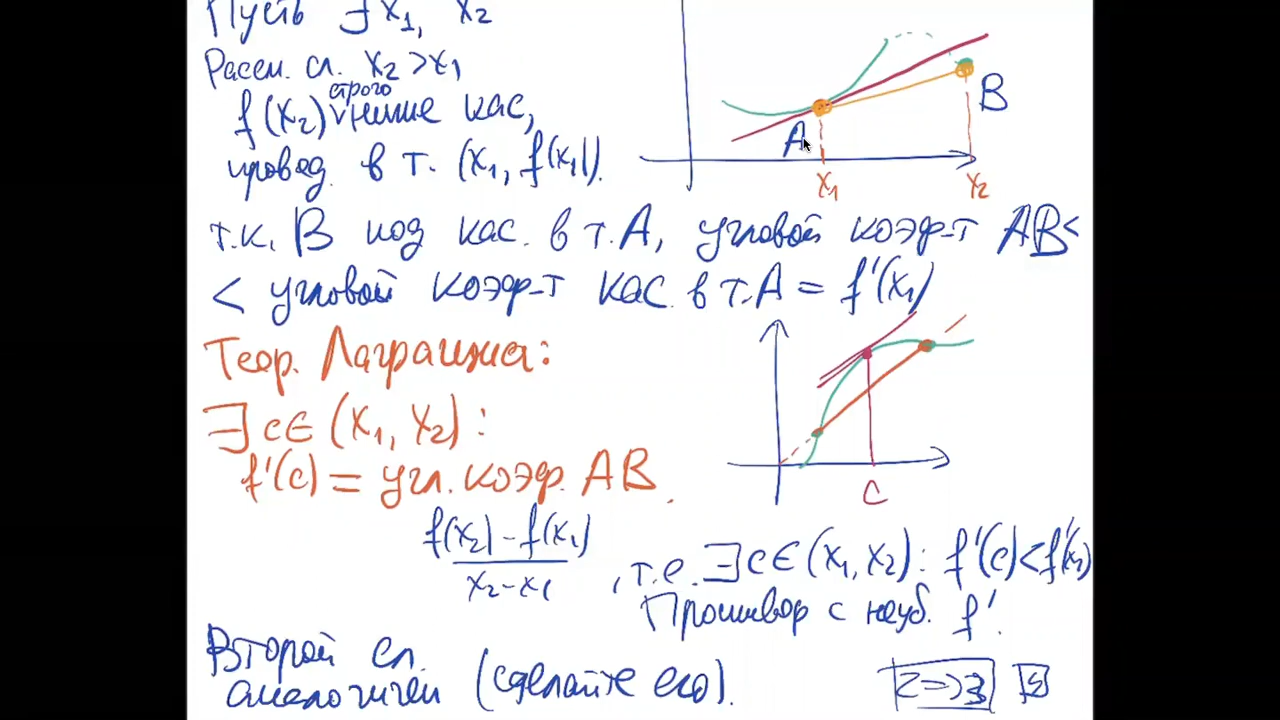 Пусть ∃ x₁, x₂
Рассм. сл. x₂ > x₁
f(x₂) строго ниже кас,
провед. в т. (x₁, f(x₁)).
A
B
x₁
x₂
т.к. B под кас. в т. A, угловой коэф-т AB <
< угловой коэф-т кас. в т. A = f'(x₁)
Теор. Лагранжа:
∃ c ∈ (x₁, x₂):
f'(c) = угл. коэф. AB.
c
f(x₂) - f(x₁)
x₂ - x₁
, т.е. ∃ c ∈ (x₁, x₂): f'(c) < f'(x₁)
Противор с неуб. f'.
Второй сл.
аналогичен (сделайте его).
2 => 3